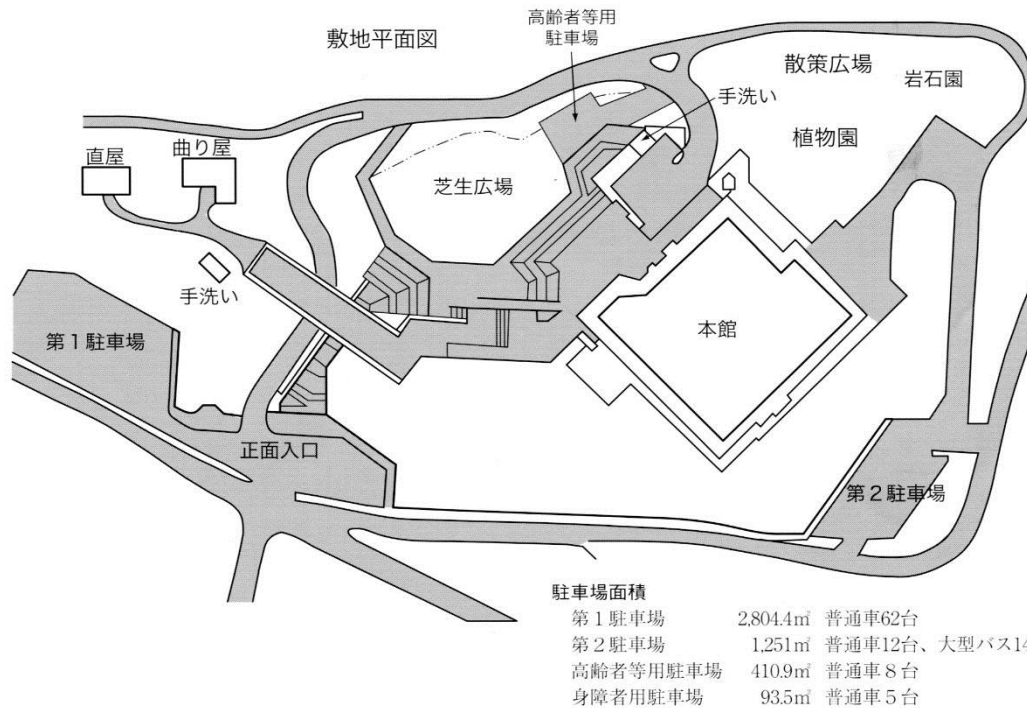 敷地平面図
高齢者等用
駐車場
散策広場
岩石園
手洗い
植物園
直屋
曲り屋
芝生広場
手洗い
第1駐車場
本館
正面入口
第2駐車場
駐車場面積
第1駐車場 2,804.4㎡ 普通車62台
第2駐車場 1,251㎡ 普通車12台、大型バス14
高齢者等用駐車場 410.9㎡ 普通車8台
身障者用駐車場 93.5㎡ 普通車5台